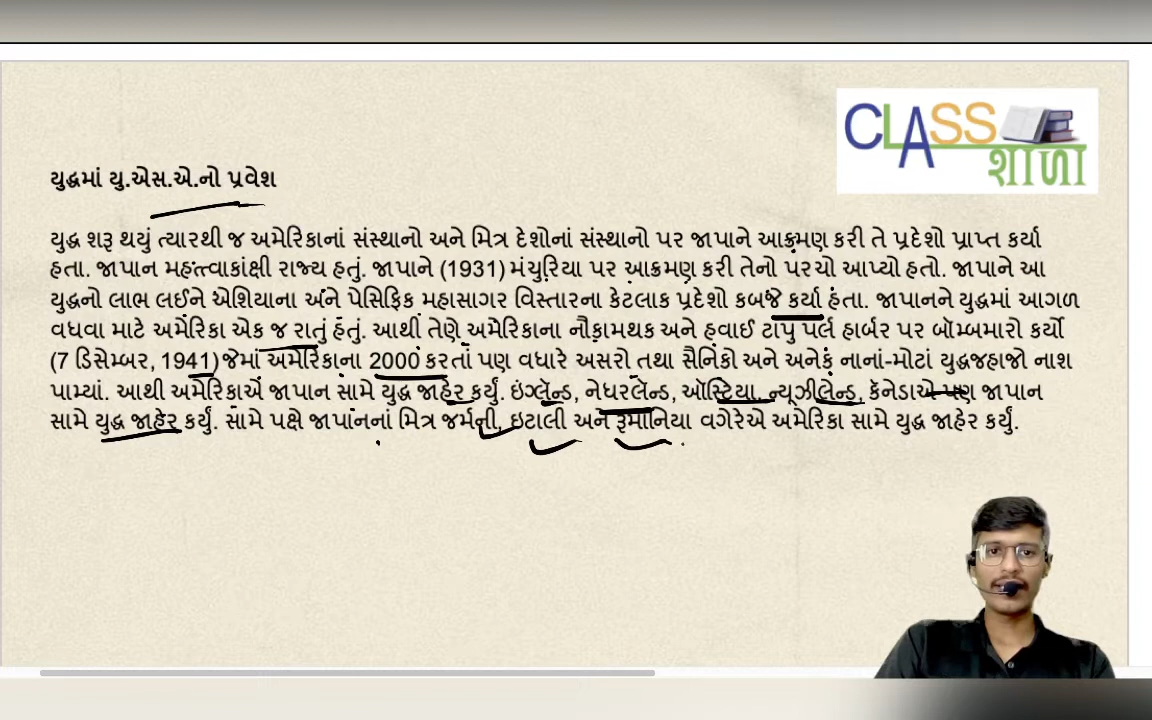 CLASS
શાળા
યુદ્ધમાં યુ.એસ.એ.નો પ્રવેશ
યુદ્ધ શરૂ થયું ત્યારથી જ અમેરિકાનાં સંસ્થાનો અને મિત્ર દેશોનાં સંસ્થાનો પર જાપાને આક્રમણ કરી તે પ્રદેશો પ્રાપ્ત કર્યા
હતા. જાપાન મહત્ત્વાકાંક્ષી રાજ્ય હતું. જાપાને (1931) મંચુરિયા પર આક્રમણ કરી તેનો પરચો આપ્યો હતો. જાપાને આ
યુદ્ધનો લાભ લઈને એશિયાના અને પેસિફિક મહાસાગર વિસ્તારના કેટલાક પ્રદેશો કબજે કર્યા હતા. જાપાનને યુદ્ધમાં આગળ
વધવા માટે અમેરિકા એક જ રાતું હતું. આથી તેણે અમેરિકાના નૌકામથક અને હવાઈ ટાપુ પર્લ હાર્બર પર બૉમ્બમારો કર્યો
(7 ડિસેમ્બર, 1941)જેમાં અમેરિકાના 2000 કરતાં પણ વધારે અસરો તથા સૈનિકો અને અનેક નાનાં-મોટાં યુદ્ધજહાજો નાશ
પામ્યાં. આથી અમેરિકાએ જાપાન સામે યુદ્ધ જાહેર કર્યું. ઇંગ્લૅન્ડ, નેધરલૅન્ડ, ઑસ્ટ્રિયા, ન્યૂઝીલૅન્ડ, કૅનેડાએ પણ જાપાન
સામે યુદ્ધ જાહેર કર્યું. સામે પક્ષે જાપાનનાં મિત્ર જર્મની, ઇટાલી અને રૂમાનિયા વગેરેએ અમેરિકા સામે યુદ્ધ જાહેર કર્યું.